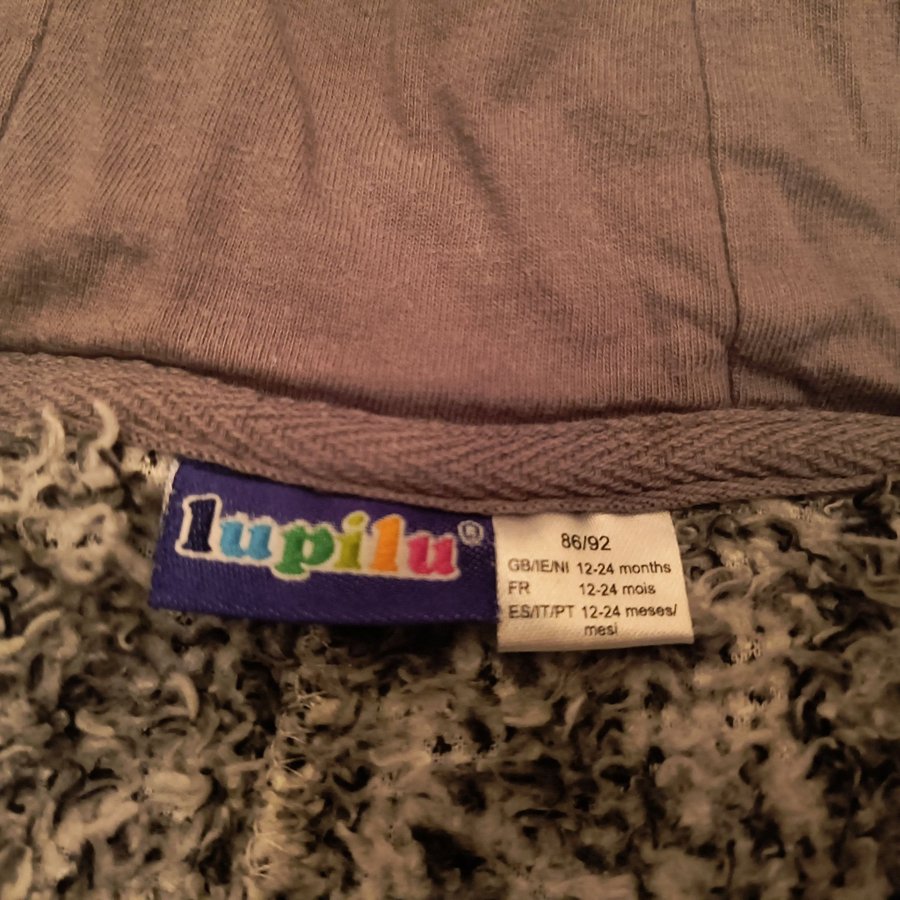 lupilu®
86/92
GB/IE/NI 12-24 months
FR 12-24 mois
ES/IT/PT 12-24 meses/
mesi